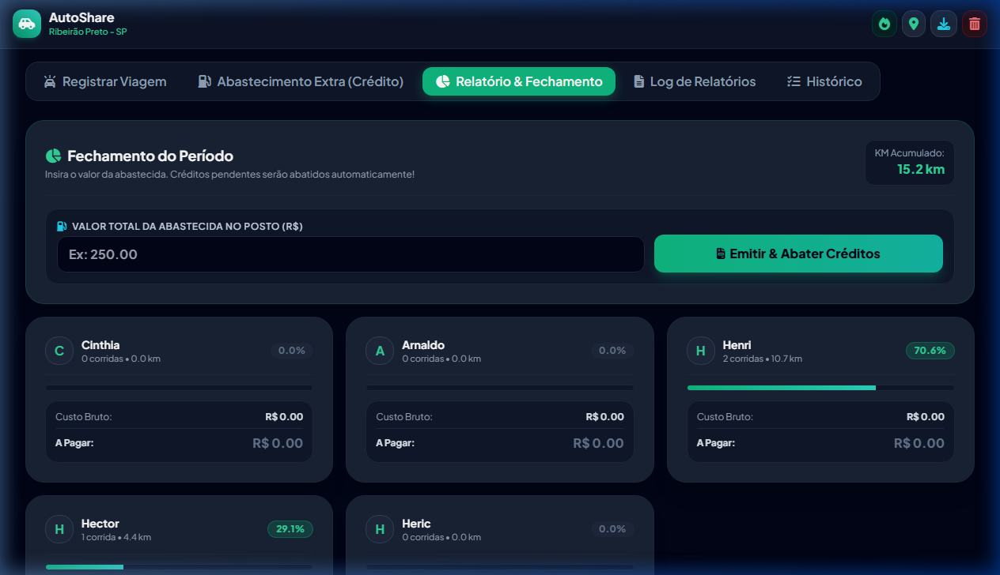 AutoShare
Ribeirão Preto - SP
Registrar Viagem
Abastecimento Extra (Crédito)
Relatório & Fechamento
Log de Relatórios
Histórico
Fechamento do Período
Insira o valor da abastecida. Créditos pendentes serão abatidos automaticamente!
KM Acumulado:
15.2 km
VALOR TOTAL DA ABASTECIDA NO POSTO (R$)
Ex: 250.00
Emitir & Abater Créditos
C
Cinthia
0 corridas • 0.0 km
0.0%
Custo Bruto:
R$ 0.00
A Pagar:
R$ 0.00
A
Arnaldo
0 corridas • 0.0 km
0.0%
Custo Bruto:
R$ 0.00
A Pagar:
R$ 0.00
H
Henri
2 corridas • 10.7 km
70.6%
Custo Bruto:
R$ 0.00
A Pagar:
R$ 0.00
H
Hector
1 corrida • 4.4 km
29.1%
H
Heric
0 corridas • 0.0 km
0.0%